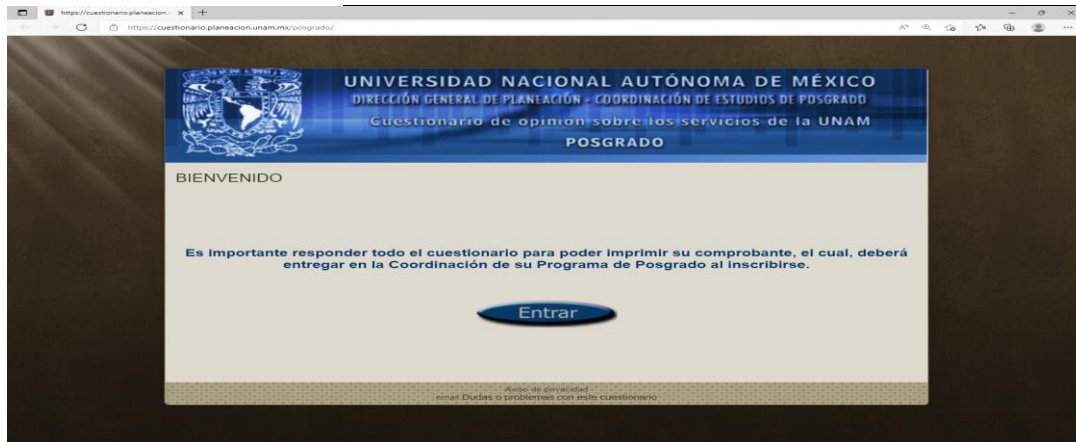 https://cuestionario.planeacion.
https://cuestionario.planeacion.unam.mx/posgrado/
UNIVERSIDAD NACIONAL AUTÓNOMA DE MÉXICO
DIRECCIÓN GENERAL DE PLANEACIÓN - COORDINACIÓN DE ESTUDIOS DE POSGRADO
Cuestionario de opinion sobre los servicios de la UNAM
POSGRADO
BIENVENIDO
Es importante responder todo el cuestionario para poder imprimir su comprobante, el cual, deberá
entregar en la Coordinación de su Programa de Posgrado al inscribirse.
Entrar
Aviso de privacidad
email Dudas o problemas con este cuestionario